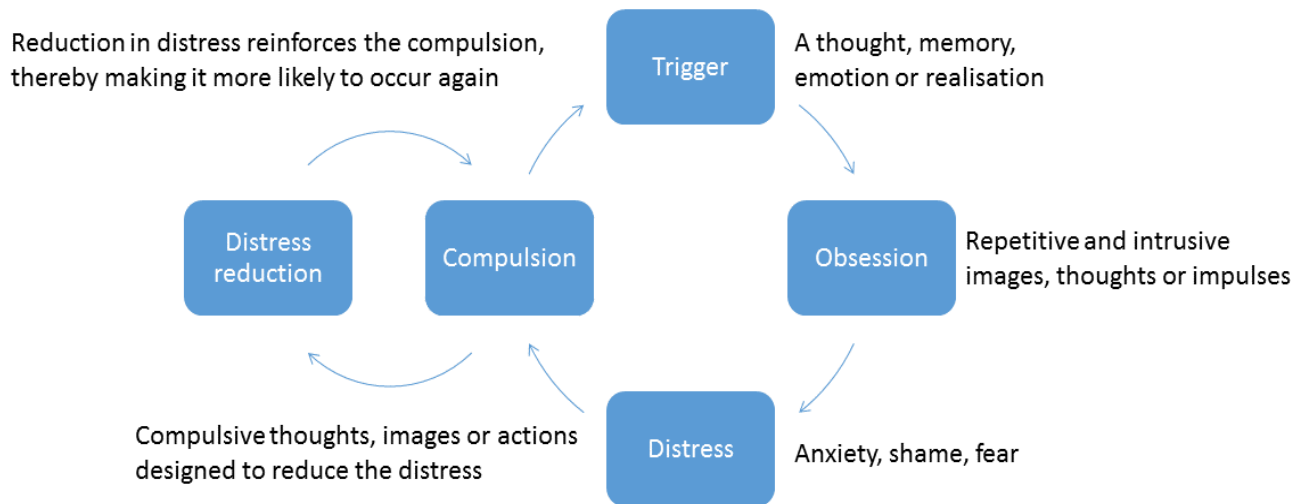 Reduction in distress reinforces the compulsion,
thereby making it more likely to occur again
Trigger
A thought, memory,
emotion or realisation
Distress
reduction
Compulsion
Obsession
Repetitive and intrusive
images, thoughts or impulses
Compulsive thoughts, images or actions
designed to reduce the distress
Distress
Anxiety, shame, fear